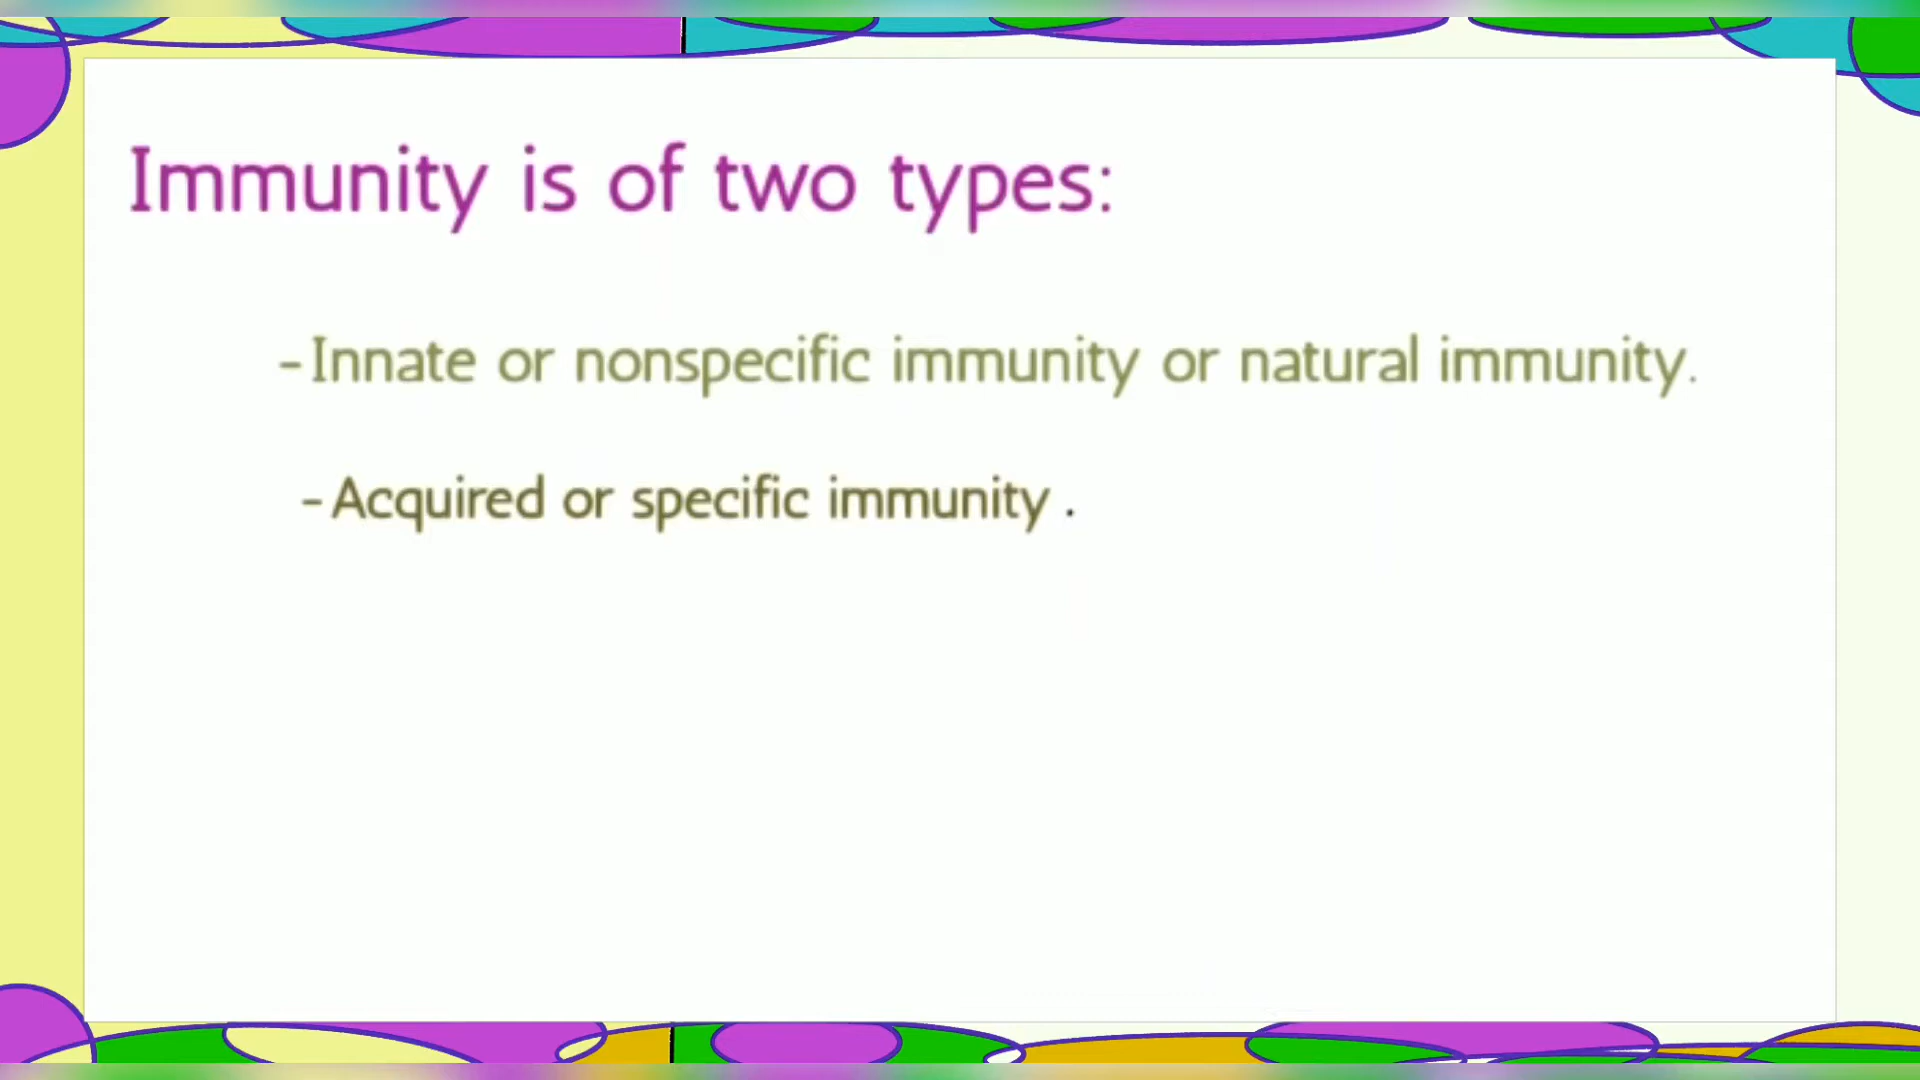 Immunity is of two types:
-Innate or nonspecific immunity or natural immunity.
-Acquired or specific immunity .